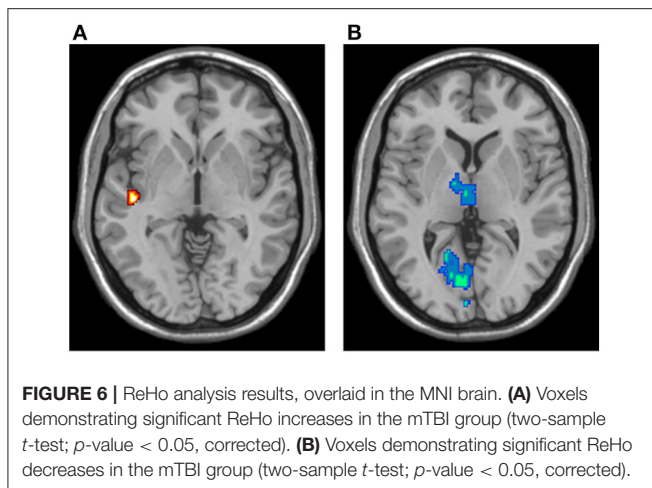 A
B
FIGURE 6 | ReHo analysis results, overlaid in the MNI brain. (A) Voxels
demonstrating significant ReHo increases in the mTBI group (two-sample
t-test; p-value < 0.05, corrected). (B) Voxels demonstrating significant ReHo
decreases in the mTBI group (two-sample t-test; p-value < 0.05, corrected).